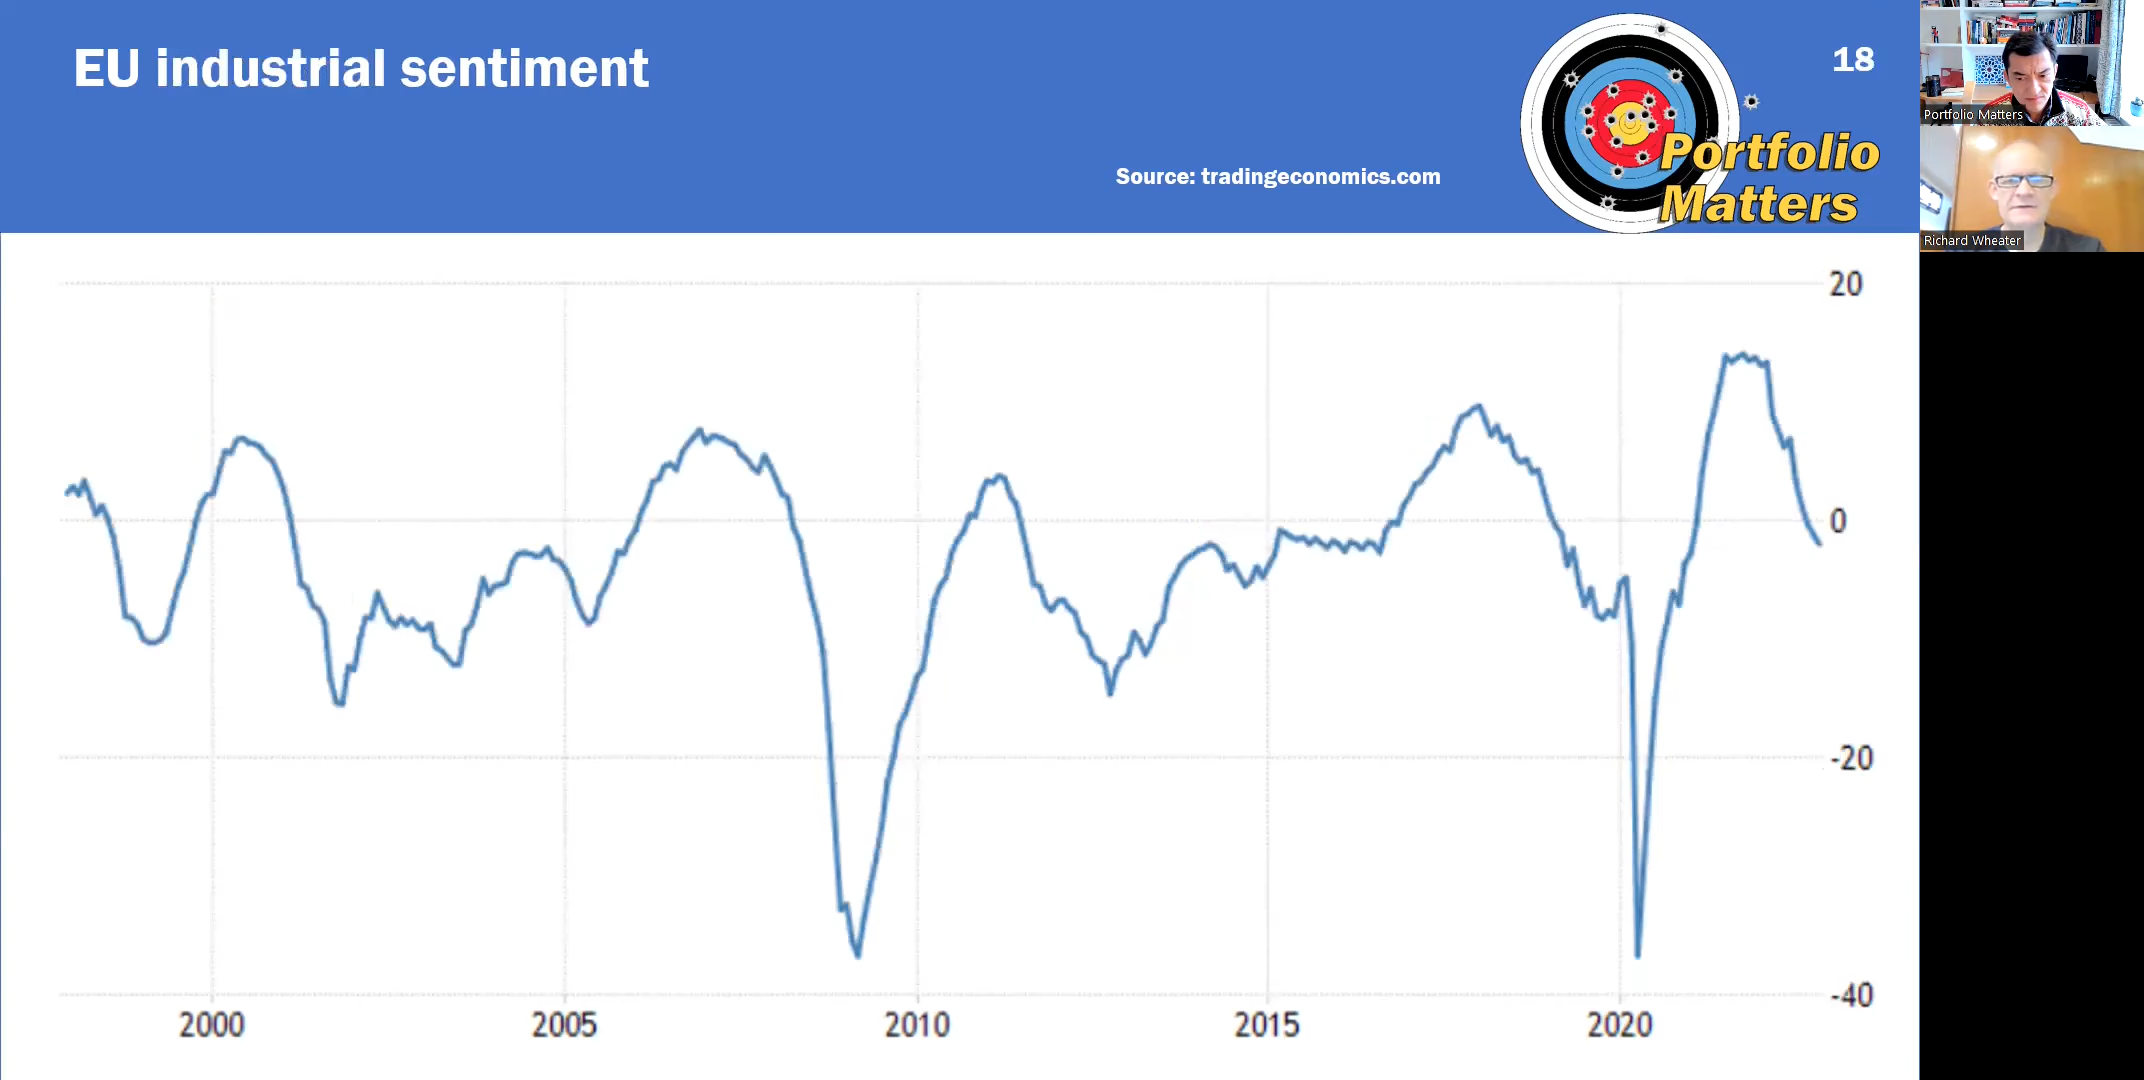 EU industrial sentiment
18
Portfolio
Matters
Source: tradingeconomics.com
Portfolio Matters
Richard Wheater
20
0
-20
-40
2000
2005
2010
2015
2020